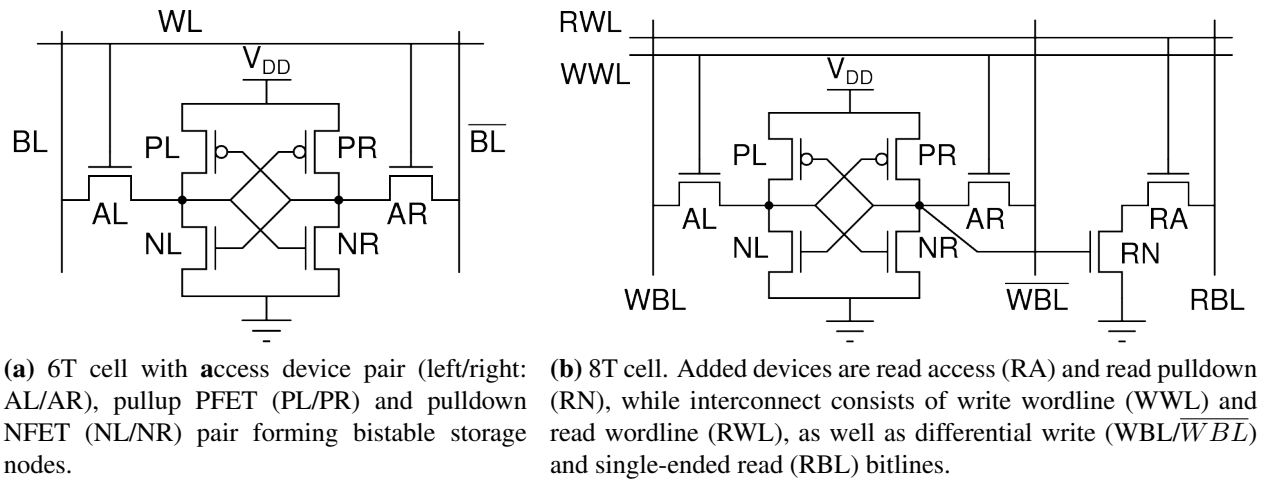 WL
V_DD
BL
PL
PR
B̅L̅
AL
AR
NL
NR
RWL
WWL
V_DD
PL
PR
AL
AR
RA
NL
NR
RN
WBL
W̅B̅L̅
RBL
(a) 6T cell with access device pair (left/right:
AL/AR), pullup PFET (PL/PR) and pulldown
NFET (NL/NR) pair forming bistable storage
nodes.
(b) 8T cell. Added devices are read access (RA) and read pulldown
(RN), while interconnect consists of write wordline (WWL) and
read wordline (RWL), as well as differential write (WBL/W̅B̅L̅)
and single-ended read (RBL) bitlines.